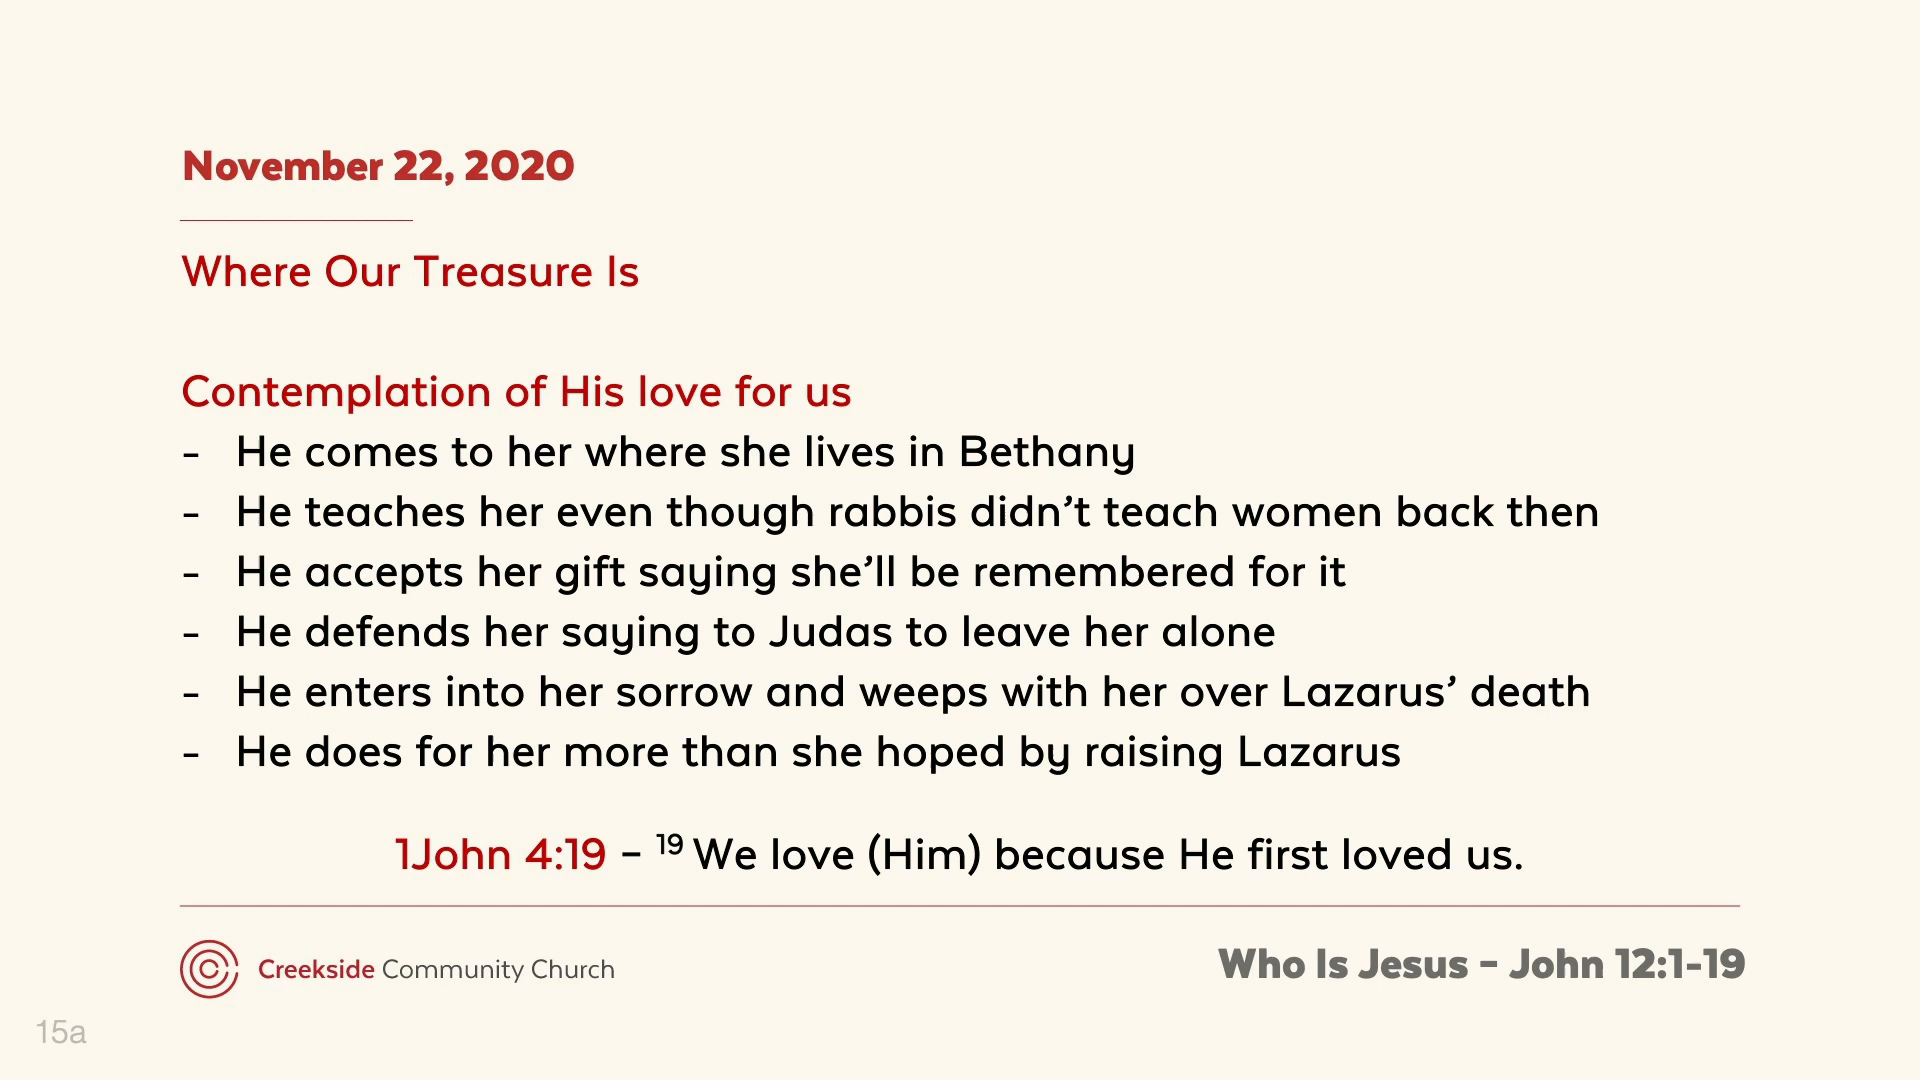 November 22, 2020
Where Our Treasure Is
Contemplation of His love for us
- He comes to her where she lives in Bethany
- He teaches her even though rabbis didn’t teach women back then
- He accepts her gift saying she’ll be remembered for it
- He defends her saying to Judas to leave her alone
- He enters into her sorrow and weeps with her over Lazarus’ death
- He does for her more than she hoped by raising Lazarus
1John 4:19 – ¹⁹ We love (Him) because He first loved us.
Creekside Community Church
Who Is Jesus – John 12:1-19
15a